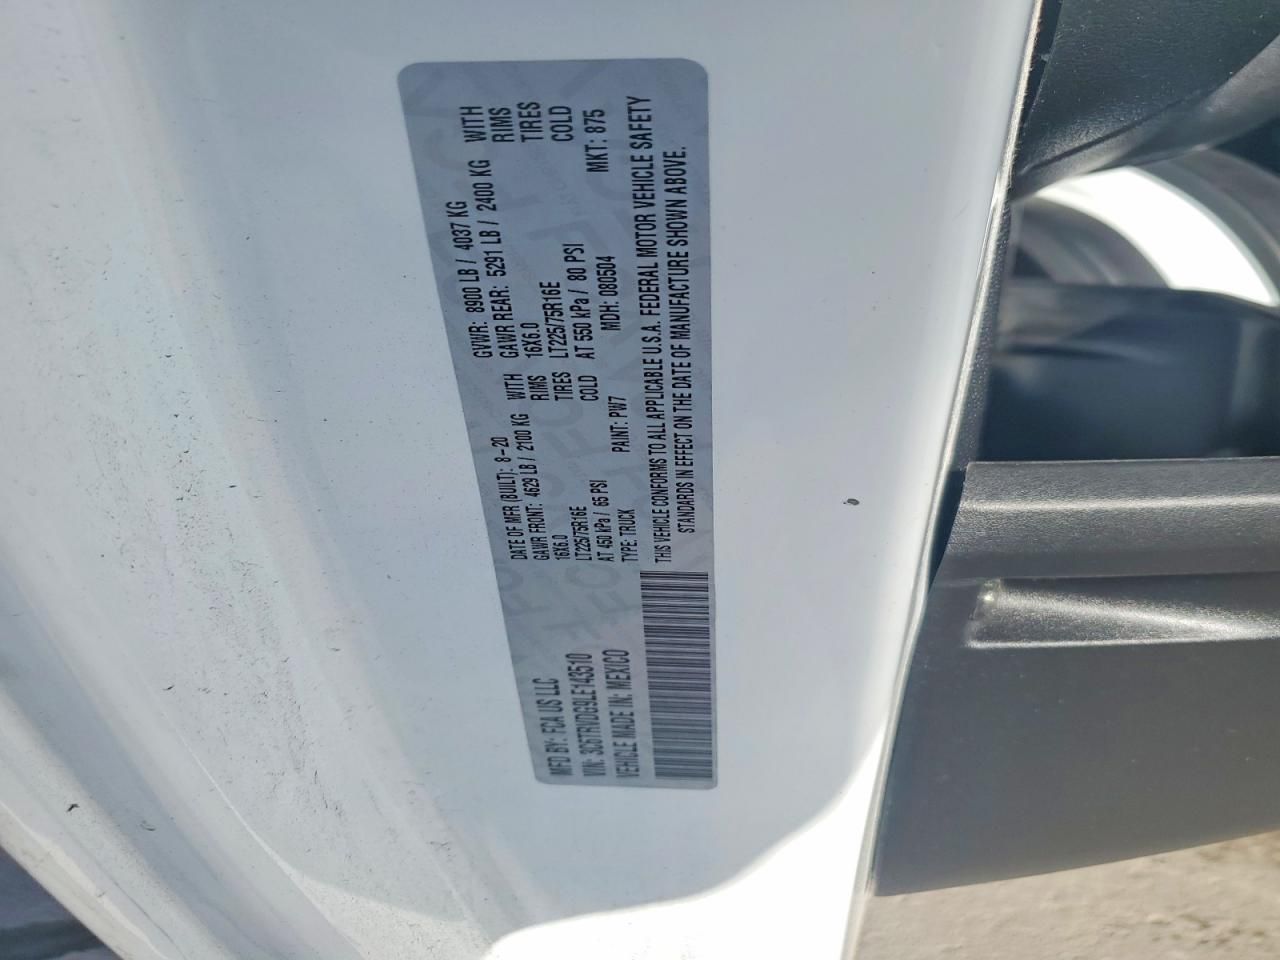 MFD BY: FCA US LLC
DATE OF MFR (BUILT): 8-20
GVWR: 8900 LB / 4037 KG
GAWR FRONT: 4629 LB / 2100 KG WITH
GAWR REAR: 5291 LB / 2400 KG WITH
16X6.0 RIMS
16X6.0 RIMS
LT225/75R16E TIRES
LT225/75R16E TIRES
AT 450 kPa / 65 PSI COLD
AT 550 kPa / 80 PSI COLD
VIN: 3C6TRVDG9LE143510
TYPE: TRUCK PAINT: PW7 MDH: 080504 MKT: 875
VEHICLE MADE IN: MEXICO
THIS VEHICLE CONFORMS TO ALL APPLICABLE U.S.A. FEDERAL MOTOR VEHICLE SAFETY
STANDARDS IN EFFECT ON THE DATE OF MANUFACTURE SHOWN ABOVE.